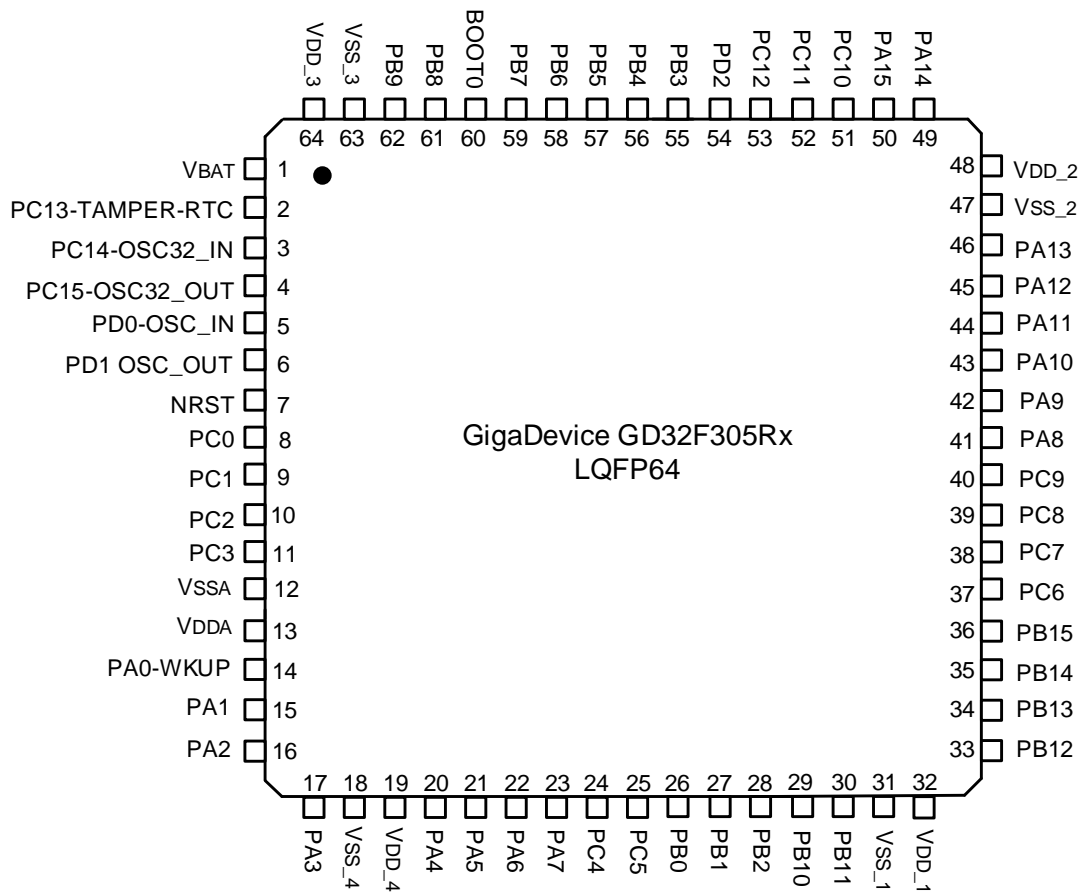 VDD_3
VSS_3
PB9
PB8
BOOT0
PB7
PB6
PB5
PB4
PB3
PD2
PC12
PC11
PC10
PA15
PA14
64 63 62 61 60 59 58 57 56 55 54 53 52 51 50 49
VBAT 1
PC13-TAMPER-RTC 2
PC14-OSC32_IN 3
PC15-OSC32_OUT 4
PD0-OSC_IN 5
PD1 OSC_OUT 6
NRST 7
PC0 8
PC1 9
PC2 10
PC3 11
VSSA 12
VDDA 13
PA0-WKUP 14
PA1 15
PA2 16
GigaDevice GD32F305Rx
LQFP64
48 VDD_2
47 VSS_2
46 PA13
45 PA12
44 PA11
43 PA10
42 PA9
41 PA8
40 PC9
39 PC8
38 PC7
37 PC6
36 PB15
35 PB14
34 PB13
33 PB12
17 18 19 20 21 22 23 24 25 26 27 28 29 30 31 32
PA3
VSS_4
VDD_4
PA4
PA5
PA6
PA7
PC4
PC5
PB0
PB1
PB2
PB10
PB11
VSS_1
VDD_1